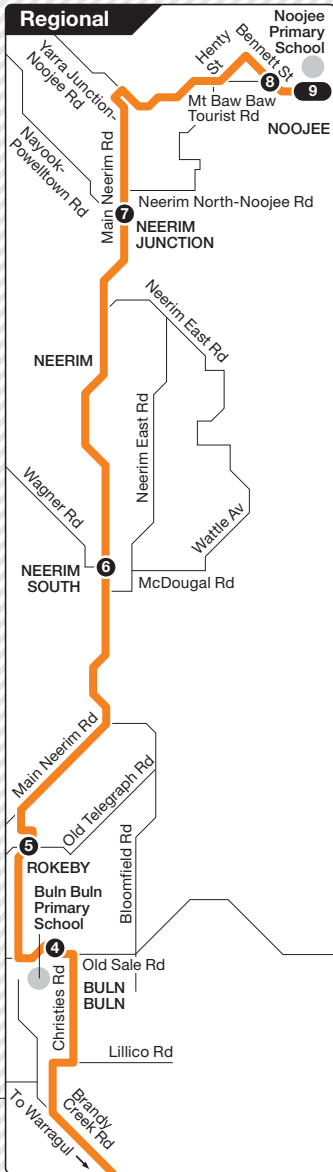 Regional
Noojee
Primary
School
Yarra Junction-
Noojee Rd
Henty
St
Bennett St
8
9
Mt Baw Baw
Tourist Rd
NOOJEE
Nayook-
Powelltown Rd
Main Neerim Rd
Neerim North-Noojee Rd
7
NEERIM
JUNCTION
Neerim East Rd
NEERIM
Neerim East Rd
Wagner Rd
Wattle Av
6
NEERIM
SOUTH
McDougal Rd
Main Neerim Rd
Old Telegraph Rd
5
ROKEBY
Bloomfield Rd
Buln Buln
Primary
School
4
Old Sale Rd
Christies Rd
BULN
BULN
Lillico Rd
Brandy
Creek Rd
To Warragul